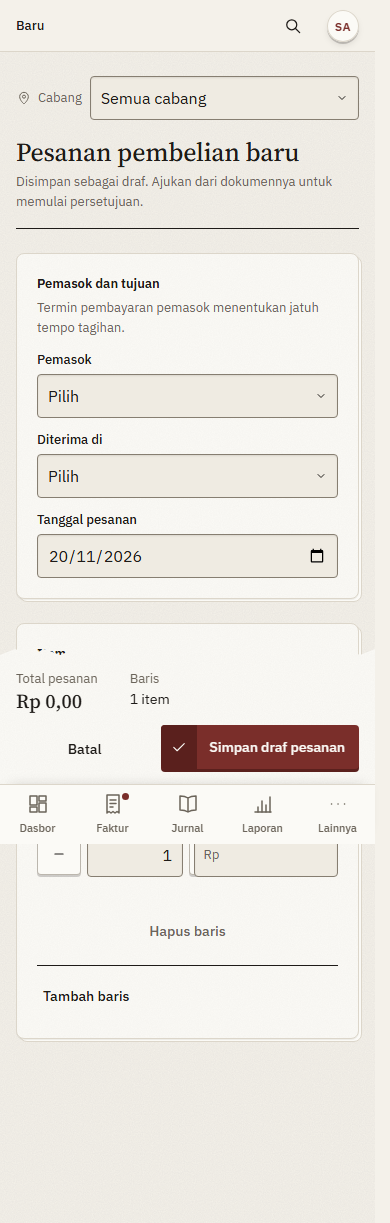 Baru
SA
Cabang
Semua cabang
Pesanan pembelian baru
Disimpan sebagai draf. Ajukan dari dokumennya untuk
memulai persetujuan.
Pemasok dan tujuan
Termin pembayaran pemasok menentukan jatuh
tempo tagihan.
Pemasok
Pilih
Diterima di
Pilih
Tanggal pesanan
20/11/2026
Total pesanan
Baris
Rp 0,00
1 item
Batal
Simpan draf pesanan
Dasbor
Faktur
Jurnal
Laporan
Lainnya
1
Rp
Hapus baris
Tambah baris